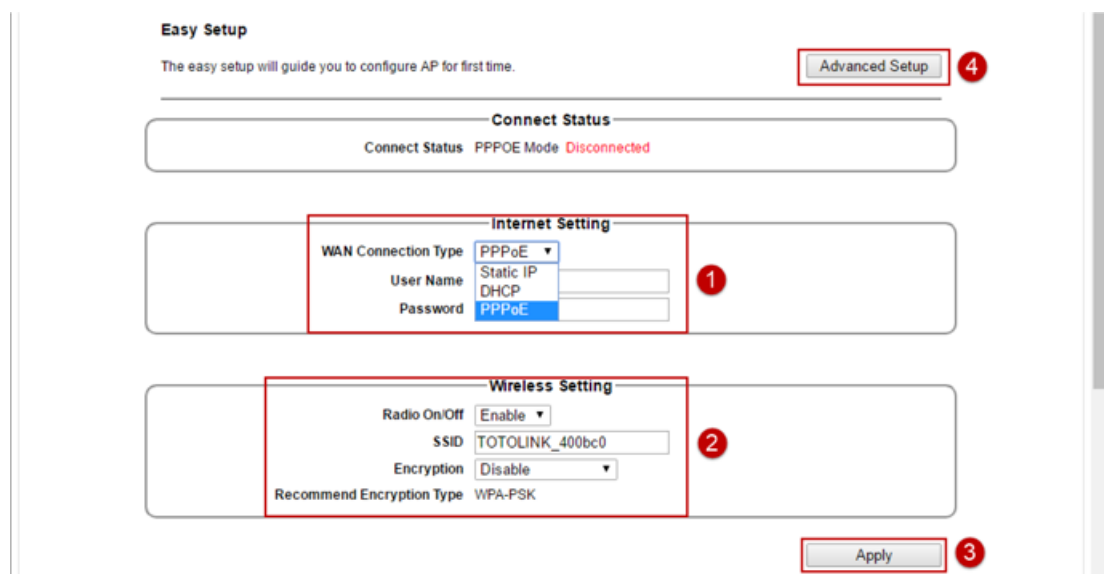 Easy Setup
The easy setup will guide you to configure AP for first time.
Advanced Setup
4
Connect Status
Connect Status PPPOE Mode Disconnected
Internet Setting
WAN Connection Type PPPoE
User Name Static IP
DHCP
Password PPPoE
1
Wireless Setting
Radio On/Off Enable
SSID TOTOLINK_400bc0
2
Encryption Disable
Recommend Encryption Type WPA-PSK
Apply
3